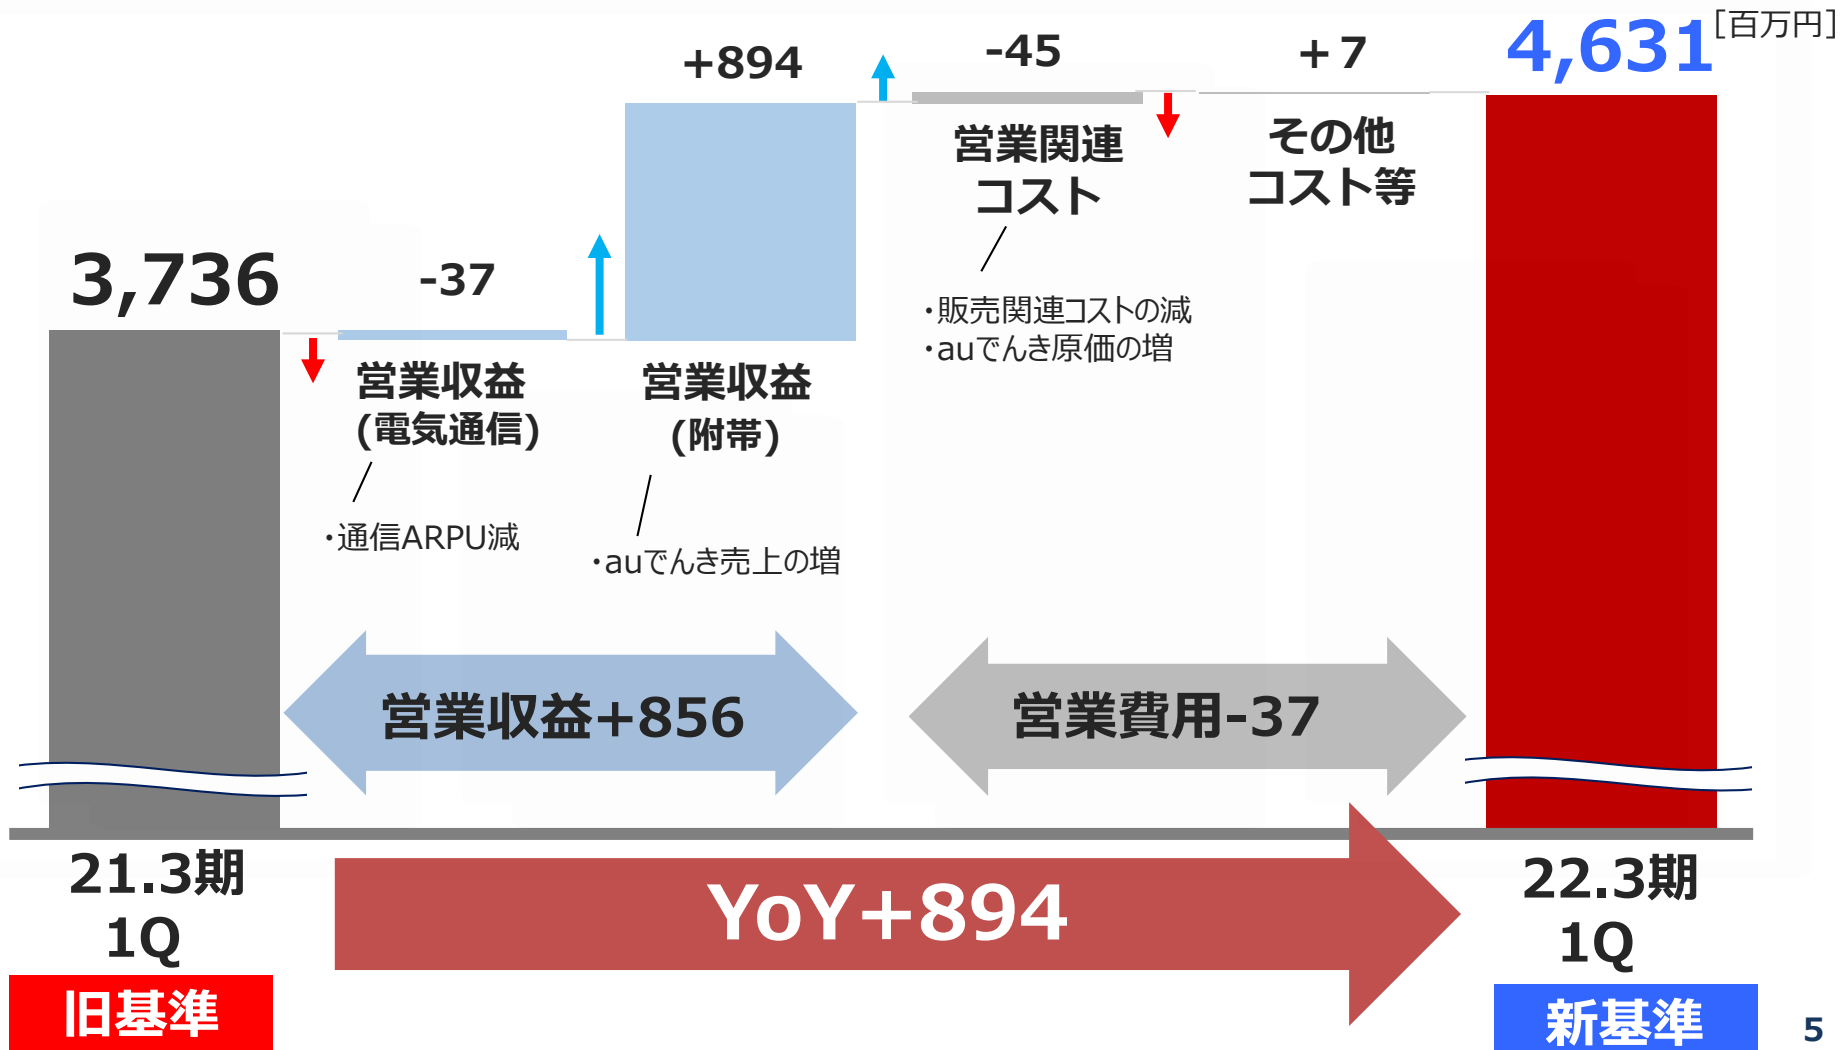 [百万円]
3,736
-37
+894
-45
+7
4,631
営業収益
(電気通信)
・通信ARPU減
営業収益
(附帯)
・auでんき売上の増
営業関連
コスト
・販売関連コストの減
・auでんき原価の増
その他
コスト等
営業収益+856
営業費用-37
YoY+894
21.3期
1Q
旧基準
22.3期
1Q
新基準
5